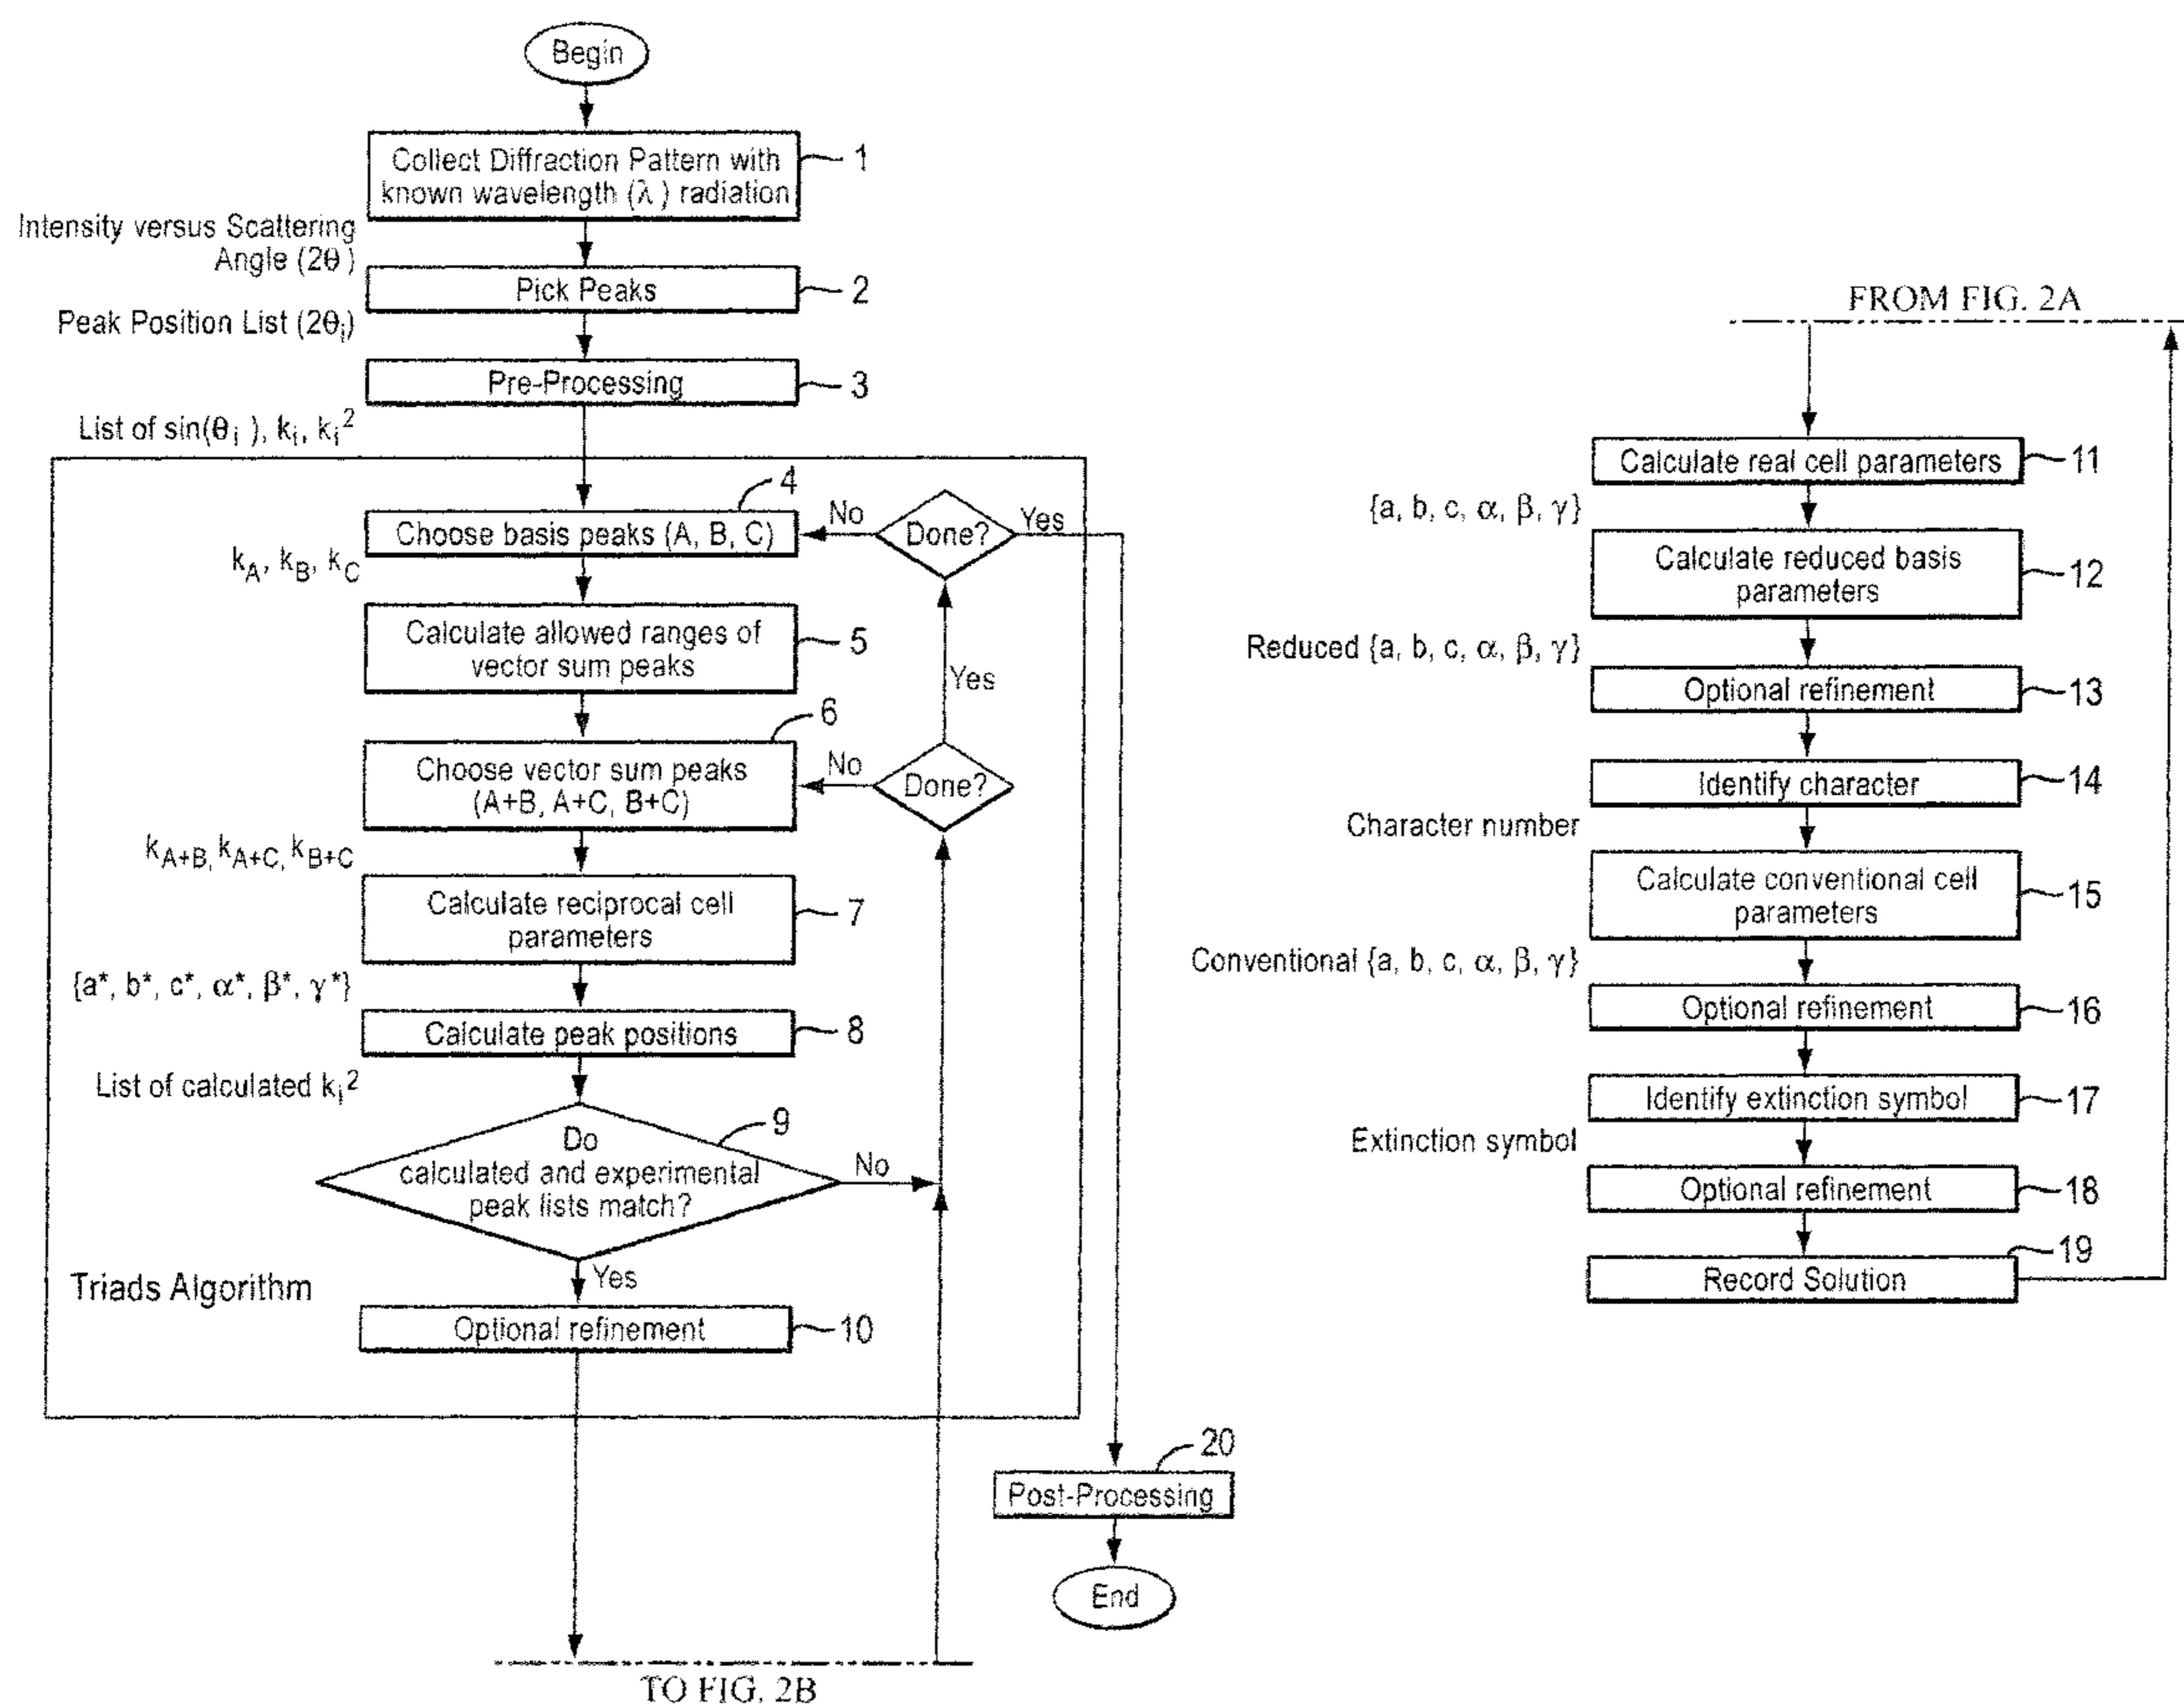 Begin
Collect Diffraction Pattern with
known wavelength (λ) radiation
1
Intensity versus Scattering
Angle (2θ)
Pick Peaks
2
Peak Position List (2θi)
Pre-Processing
3
List of sin(θi), ki, ki²
4
Choose basis peaks (A, B, C)
No
Done?
Yes
kA, kB, kC
Calculate allowed ranges of
vector sum peaks
5
Yes
6
Choose vector sum peaks
(A+B, A+C, B+C)
No
Done?
kA+B, kA+C, kB+C
Calculate reciprocal cell
parameters
7
{a*, b*, c*, α*, β*, γ*}
Calculate peak positions
8
List of calculated ki²
9
Do
calculated and experimental
peak lists match?
No
Yes
Triads Algorithm
Optional refinement
10
20
Post-Processing
End
TO FIG. 2B
FROM FIG. 2A
Calculate real cell parameters
11
{a, b, c, α, β, γ}
Calculate reduced basis
parameters
12
Reduced {a, b, c, α, β, γ}
Optional refinement
13
Identify character
14
Character number
Calculate conventional cell
parameters
15
Conventional {a, b, c, α, β, γ}
Optional refinement
16
Identify extinction symbol
17
Extinction symbol
Optional refinement
18
19
Record Solution